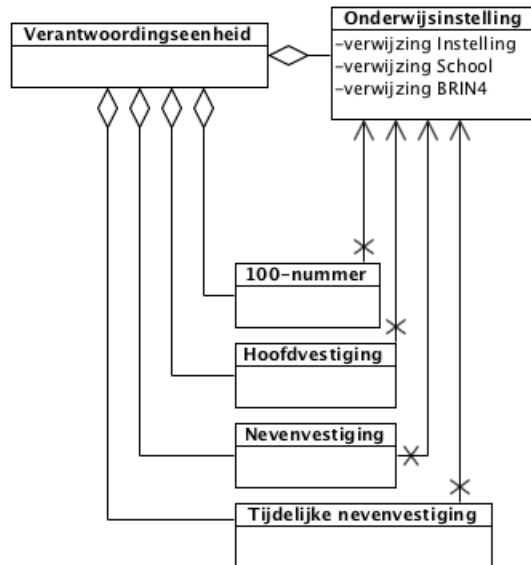 Verantwoordingseenheid
Onderwijsinstelling
-verwijzing Instelling
-verwijzing School
-verwijzing BRIN4
100-nummer
Hoofdvestiging
Nevenvestiging
Tijdelijke nevenvestiging